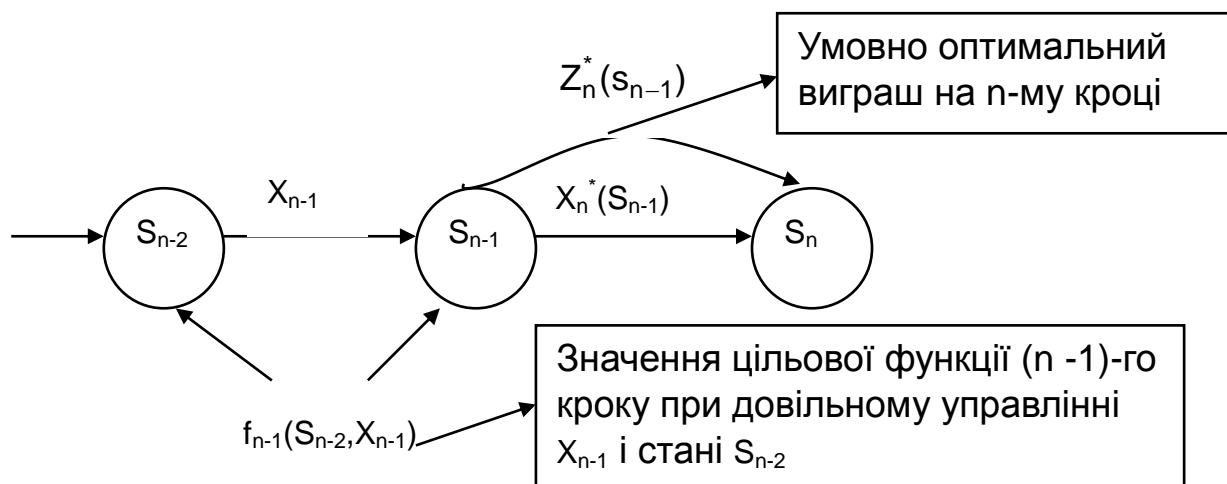 Умовно оптимальний
виграш на n-му кроці
Z*n(sn−1)
Xn-1
X*n(Sn-1)
Sn-2
Sn-1
Sn
Значення цільової функції (n -1)-го
кроку при довільному управлінні
Xn-1 і стані Sn-2
fn-1(Sn-2,Xn-1)